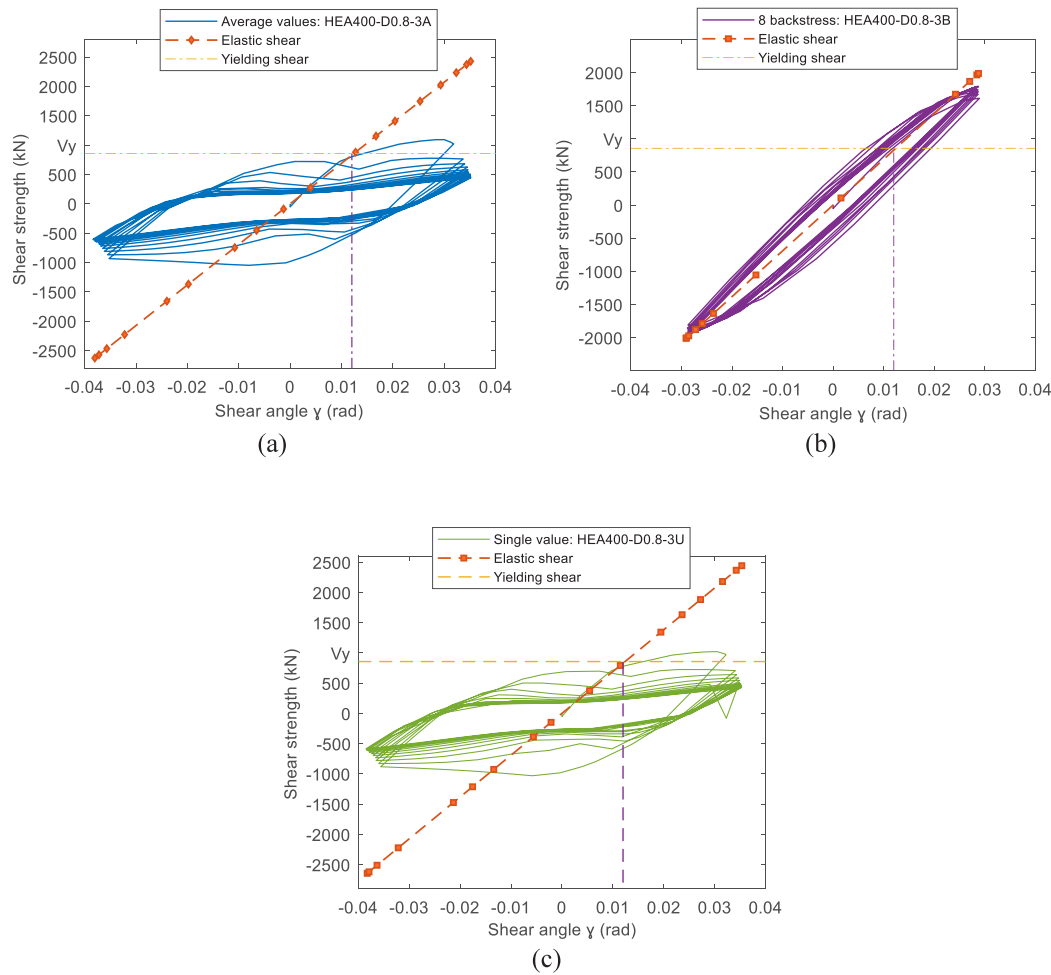 Average values: HEA400-D0.8-3A
Elastic shear
Yielding shear
2500
2000
1500
1000
Vy
500
0
-500
-1000
-1500
-2000
-2500
Shear strength (kN)
-0.04 -0.03 -0.02 -0.01 0 0.01 0.02 0.03 0.04
Shear angle ɣ (rad)
(a)
8 backstress: HEA400-D0.8-3B
Elastic shear
Yielding shear
2000
1500
Vy
500
0
-500
-1000
-1500
-2000
Shear strength (kN)
-0.04 -0.03 -0.02 -0.01 0 0.01 0.02 0.03 0.04
Shear angle ɣ (rad)
(b)
Single value: HEA400-D0.8-3U
Elastic shear
Yielding shear
2500
2000
1500
Vy
500
0
-500
-1000
-1500
-2000
-2500
Shear strength (kN)
-0.04 -0.03 -0.02 -0.01 0 0.01 0.02 0.03 0.04
Shear angle ɣ (rad)
(c)